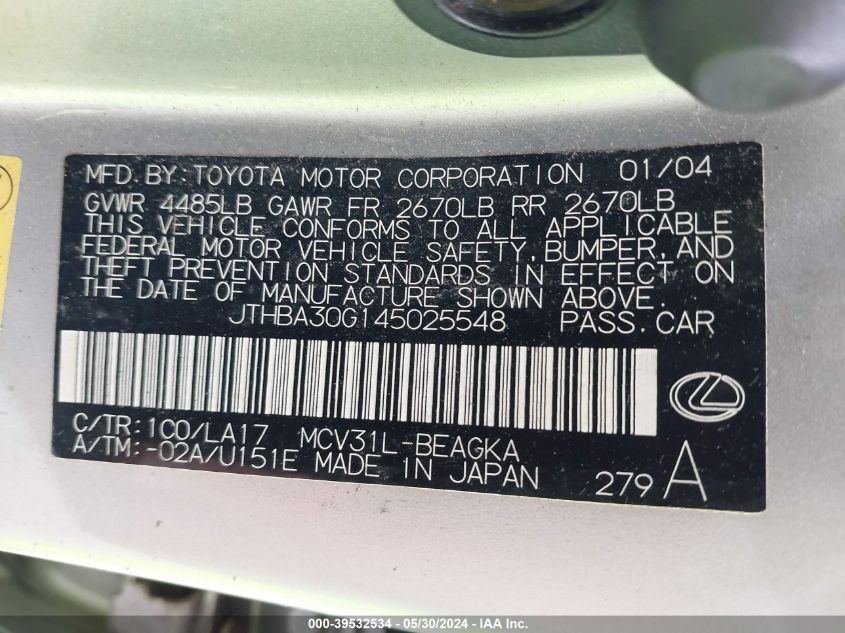 MFD.BY:TOYOTA MOTOR CORPORATION 01/04
GVWR 4485LB GAWR FR 2670LB RR 2670LB
THIS VEHICLE CONFORMS TO ALL APPLICABLE
FEDERAL MOTOR VEHICLE SAFETY,BUMPER,AND
THEFT PREVENTION STANDARDS IN EFFECT ON
THE DATE OF MANUFACTURE SHOWN ABOVE.
JTHBA30G145025548 PASS.CAR
C/TR:1C0/LA17 MCV31L-BEAGKA
A/TM:-02A/U151E MADE IN JAPAN
279 A
000-39532534 - 05/30/2024 - IAA Inc.